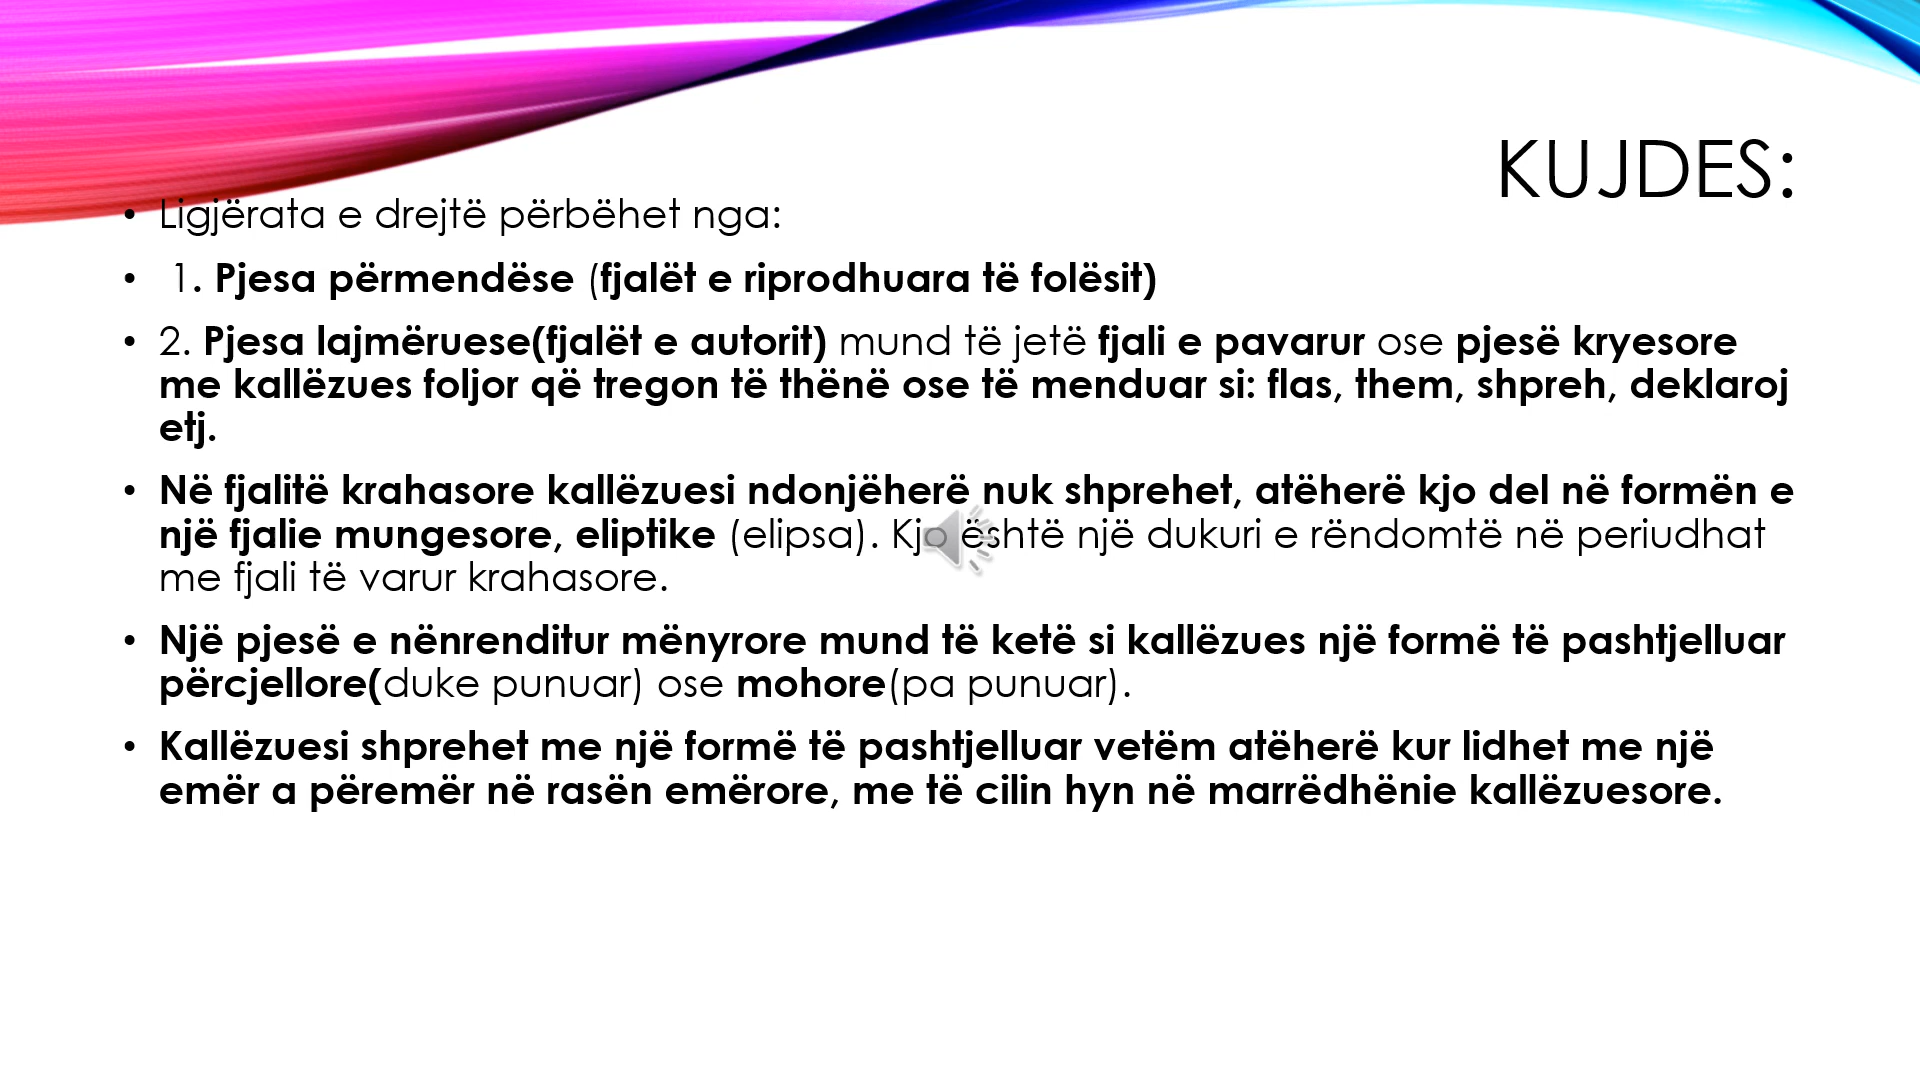 KUJDES:
• Ligjërata e drejtë përbëhet nga:
• 1. Pjesa përmendëse (fjalët e riprodhuara të folësit)
• 2. Pjesa lajmëruese(fjalët e autorit) mund të jetë fjali e pavarur ose pjesë kryesore
me kallëzues foljor që tregon të thënë ose të menduar si: flas, them, shpreh, deklaroj
etj.
• Në fjalitë krahasore kallëzuesi ndonjëherë nuk shprehet, atëherë kjo del në formën e
një fjalie mungesore, eliptike (elipsa). Kjo është një dukuri e rëndomtë në periudhat
me fjali të varur krahasore.
• Një pjesë e nënrenditur mënyrore mund të ketë si kallëzues një formë të pashtjelluar
përcjellore(duke punuar) ose mohore(pa punuar).
• Kallëzuesi shprehet me një formë të pashtjelluar vetëm atëherë kur lidhet me një
emër a përemër në rasën emërore, me të cilin hyn në marrëdhënie kallëzuesore.